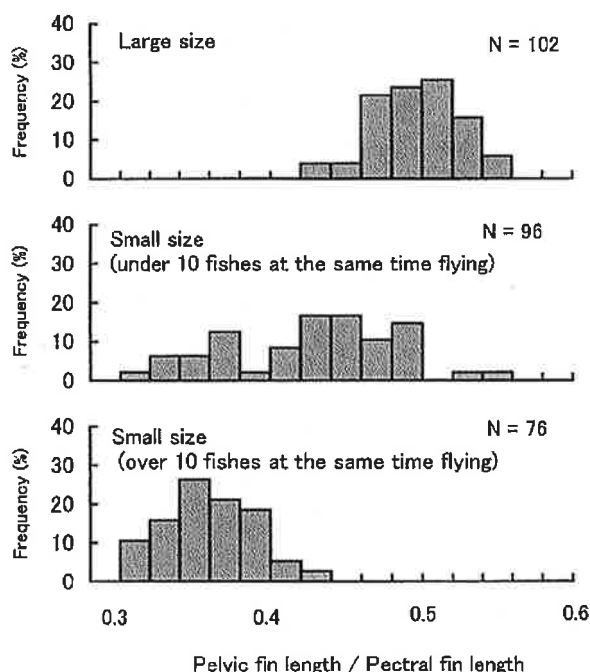 Large size
N = 102
Frequency (%)
40
30
20
10
0
Small size
(under 10 fishes at the same time flying)
N = 96
Frequency (%)
40
30
20
10
0
Small size
(over 10 fishes at the same time flying)
N = 76
Frequency (%)
40
30
20
10
0
0.3
0.4
0.5
0.6
Pelvic fin length / Pectral fin length